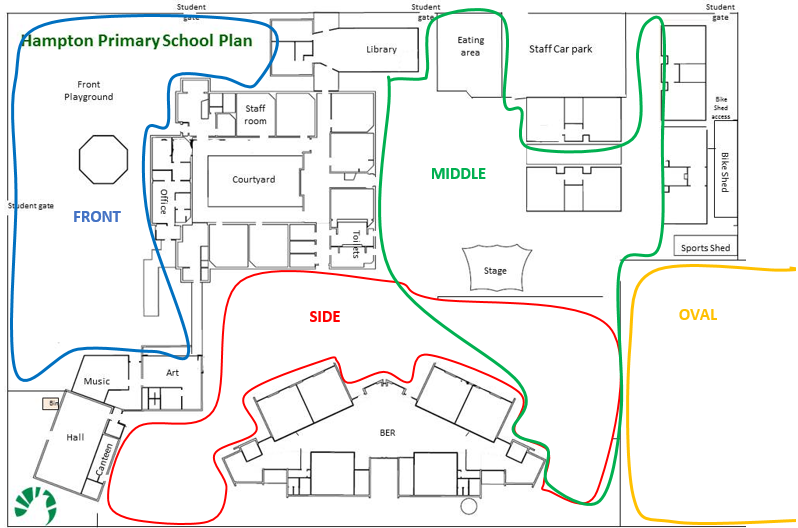 Student
gate
Student
gate
Student
gate
Hampton Primary School Plan
Library
Eating
area
Staff Car park
Front
Playground
Staff
room
Bike
Shed
access
Courtyard
MIDDLE
Bike Shed
Office
Student gate
FRONT
Toilets
Sports Shed
Stage
SIDE
OVAL
Music
Art
Bin
Hall
Canteen
BER